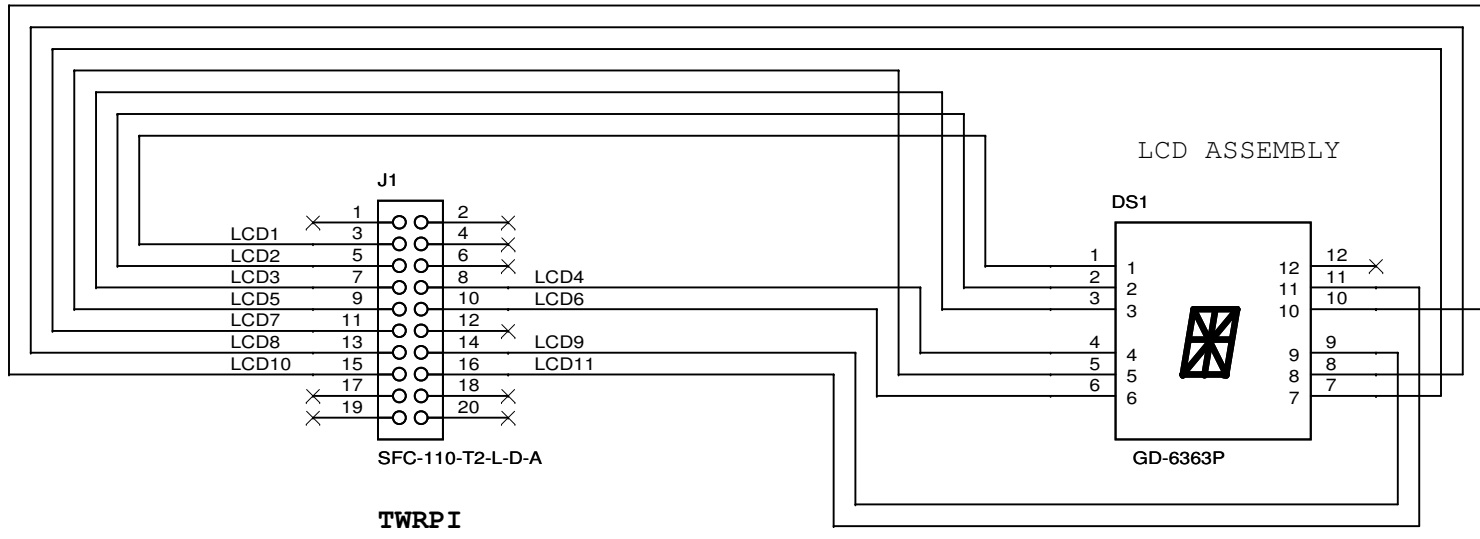 LCD ASSEMBLY
J1
DS1
1 2
LCD1 3 4
LCD2 5 6
LCD3 7 8 LCD4
LCD5 9 10 LCD6
LCD7 11 12
LCD8 13 14 LCD9
LCD10 15 16 LCD11
17 18
19 20
1 1 12 12
2 2 11 11
3 3 10 10
4 4 9 9
5 5 8 8
6 6 7 7
SFC-110-T2-L-D-A
GD-6363P
TWRPI